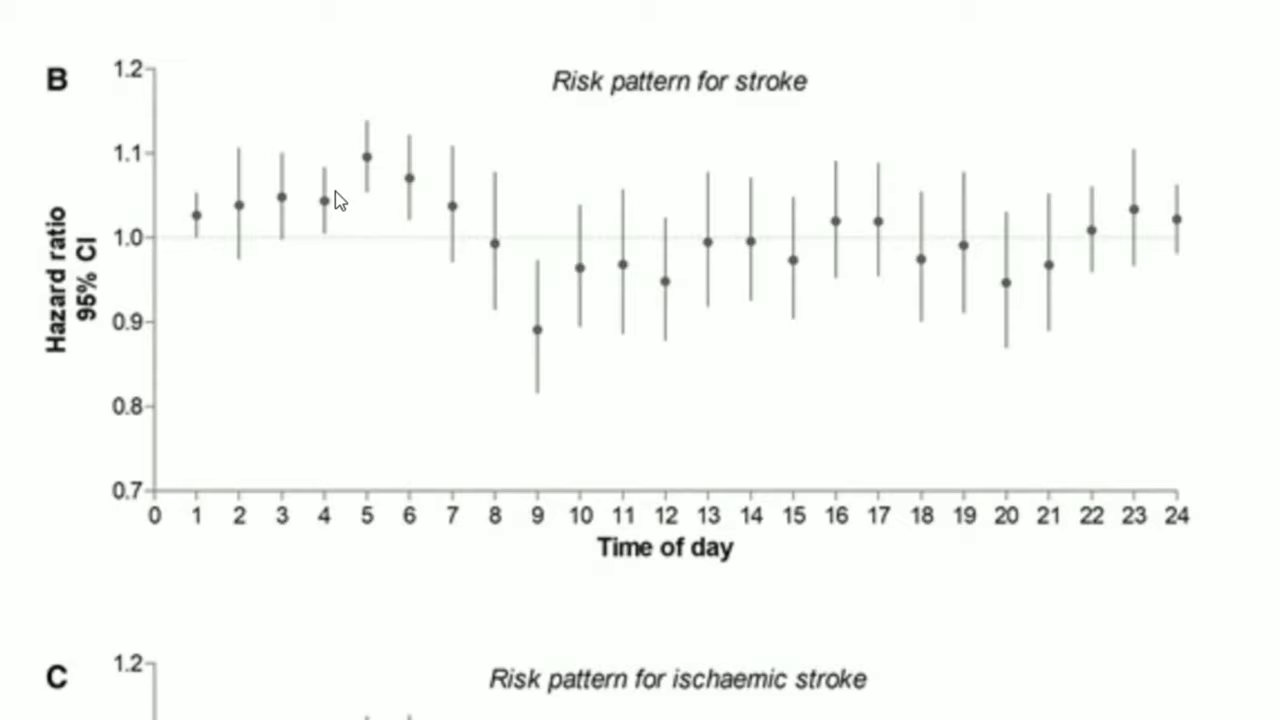 B
Risk pattern for stroke
Hazard ratio
95% CI
1.2
1.1
1.0
0.9
0.8
0.7
0 1 2 3 4 5 6 7 8 9 10 11 12 13 14 15 16 17 18 19 20 21 22 23 24
Time of day
C
1.2
Risk pattern for ischaemic stroke